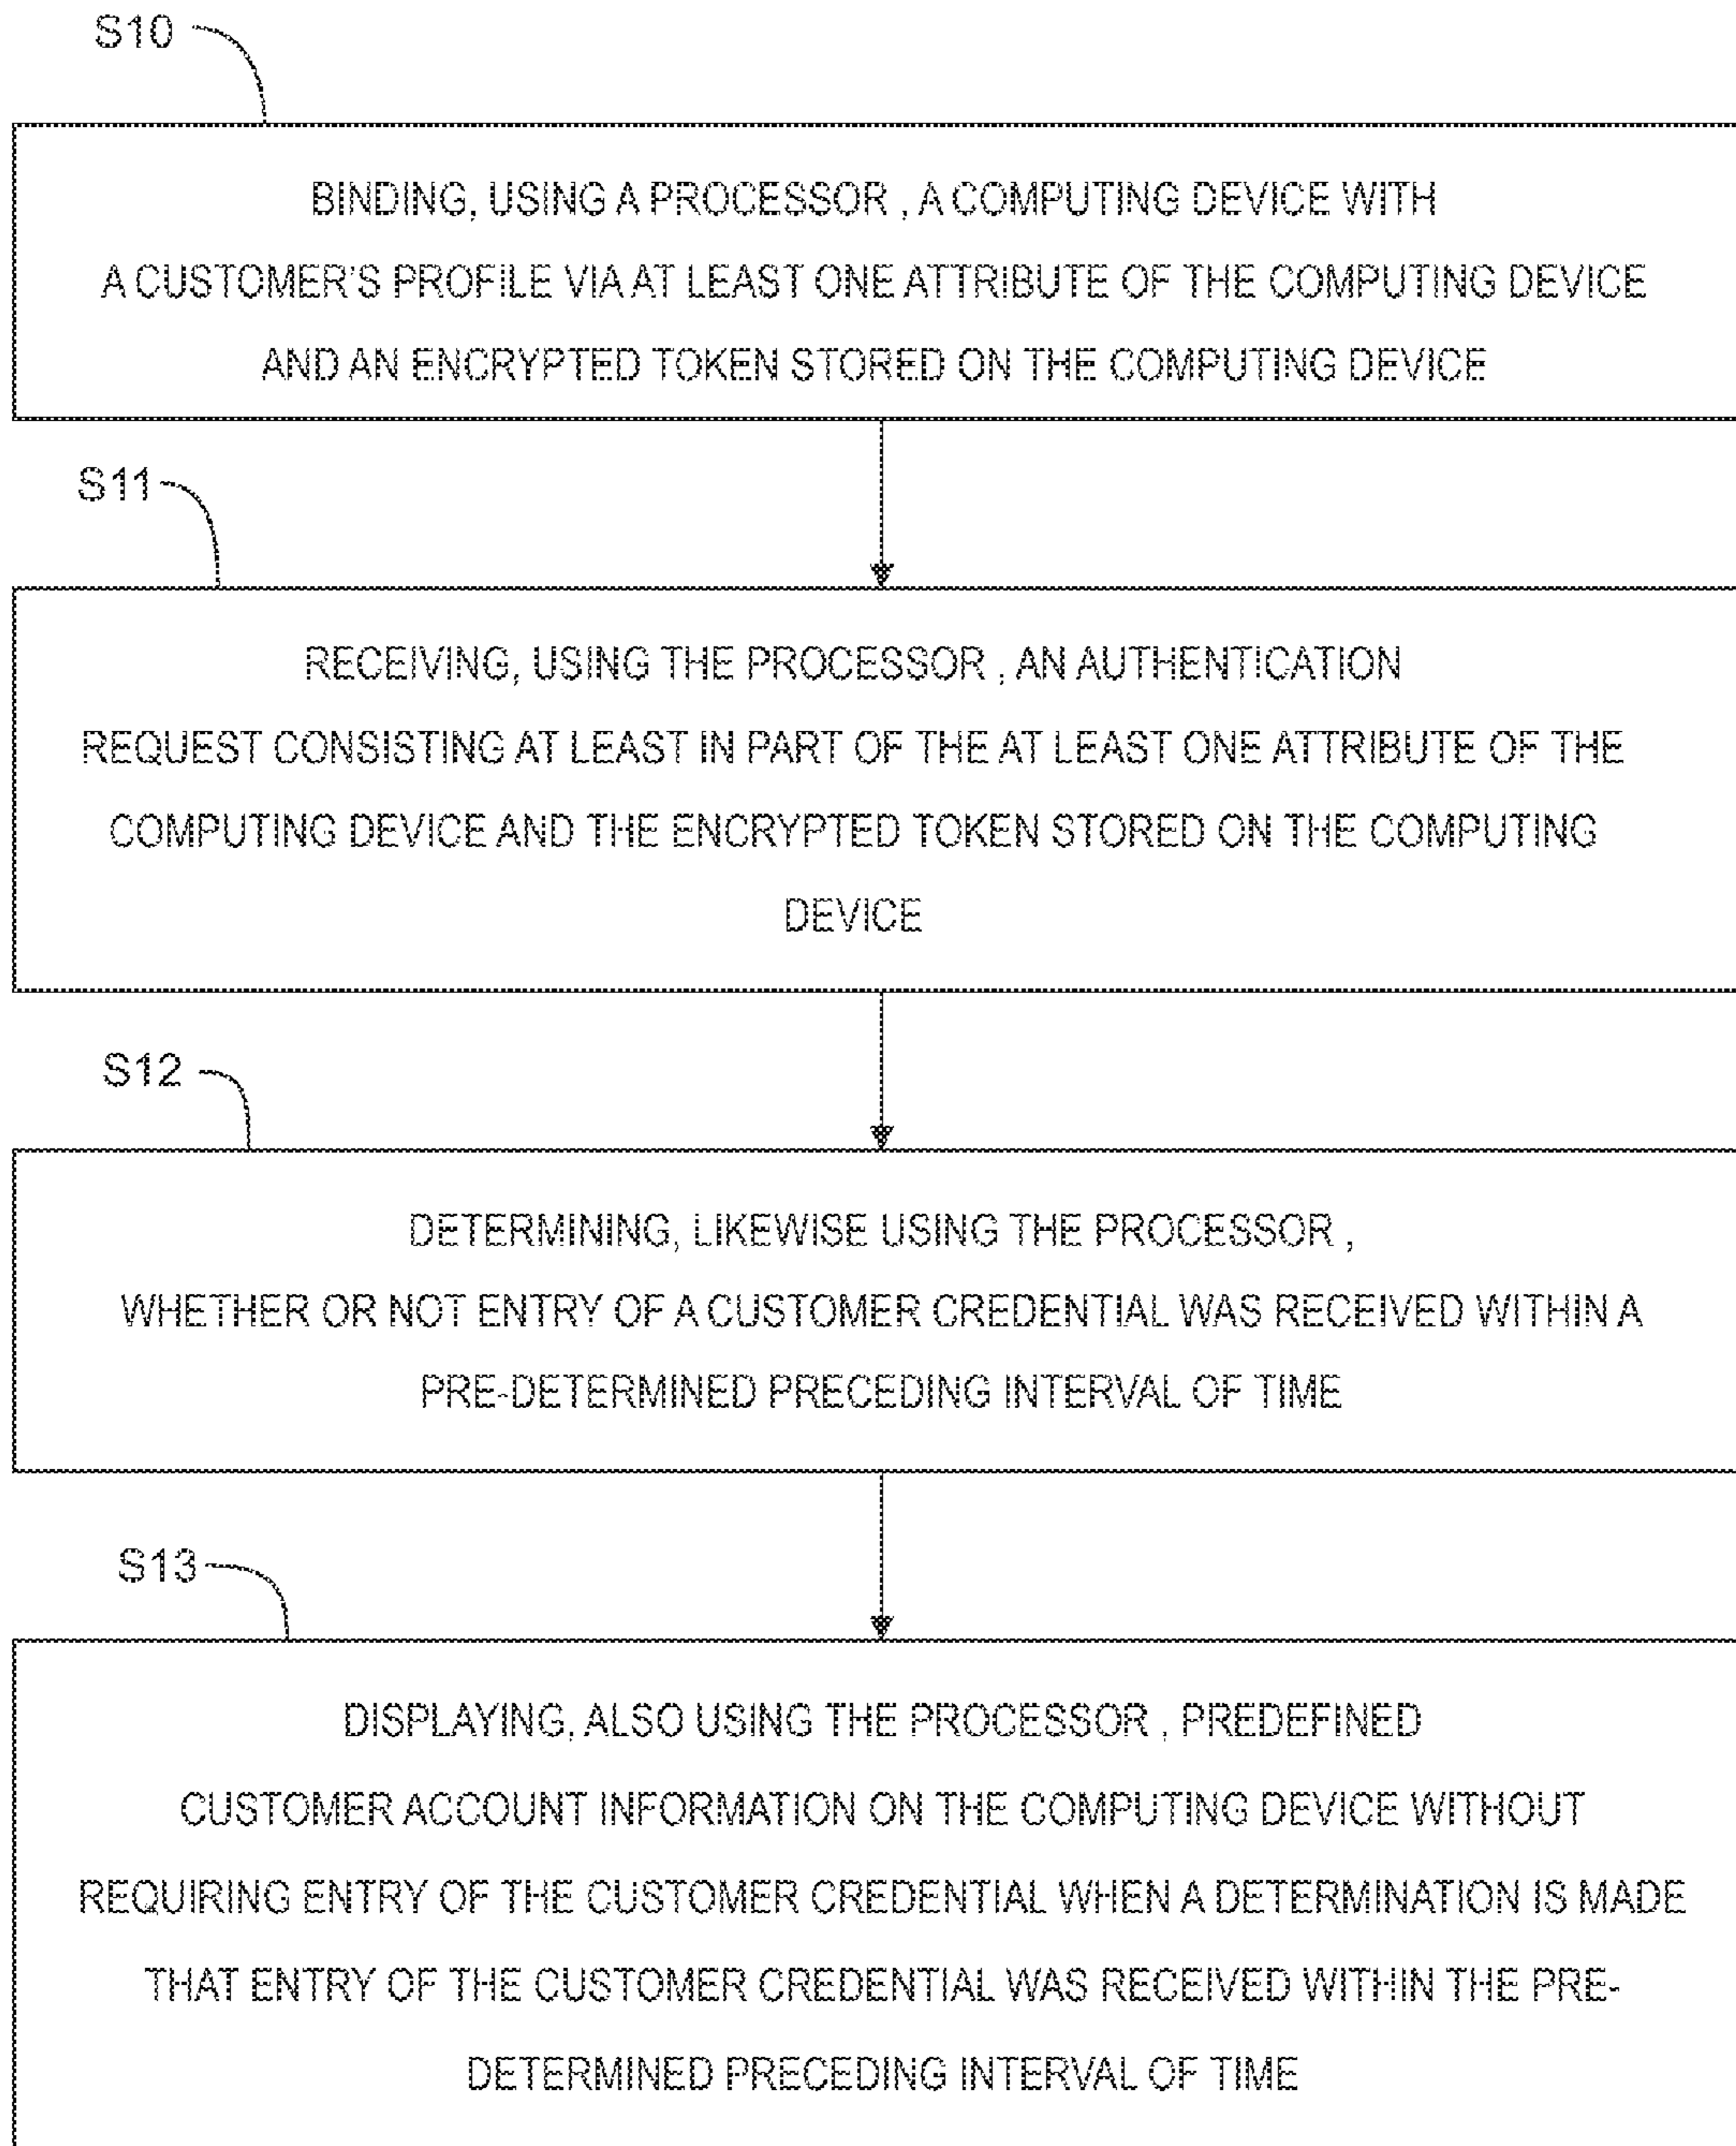 S10
BINDING, USING A PROCESSOR , A COMPUTING DEVICE WITH
A CUSTOMER'S PROFILE VIA AT LEAST ONE ATTRIBUTE OF THE COMPUTING DEVICE
AND AN ENCRYPTED TOKEN STORED ON THE COMPUTING DEVICE
S11
RECEIVING, USING THE PROCESSOR , AN AUTHENTICATION
REQUEST CONSISTING AT LEAST IN PART OF THE AT LEAST ONE ATTRIBUTE OF THE
COMPUTING DEVICE AND THE ENCRYPTED TOKEN STORED ON THE COMPUTING
DEVICE
S12
DETERMINING, LIKEWISE USING THE PROCESSOR ,
WHETHER OR NOT ENTRY OF A CUSTOMER CREDENTIAL WAS RECEIVED WITHIN A
PRE-DETERMINED PRECEDING INTERVAL OF TIME
S13
DISPLAYING, ALSO USING THE PROCESSOR , PREDEFINED
CUSTOMER ACCOUNT INFORMATION ON THE COMPUTING DEVICE WITHOUT
REQUIRING ENTRY OF THE CUSTOMER CREDENTIAL WHEN A DETERMINATION IS MADE
THAT ENTRY OF THE CUSTOMER CREDENTIAL WAS RECEIVED WITHIN THE PRE-
DETERMINED PRECEDING INTERVAL OF TIME